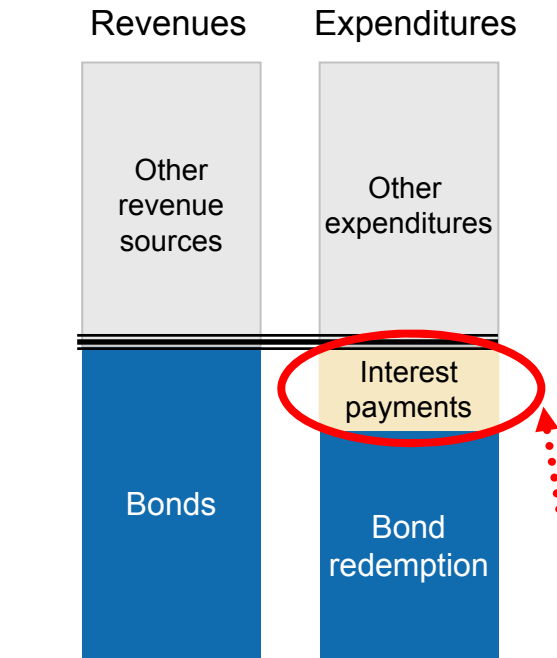 Revenues
Expenditures
Other
revenue
sources
Other
expenditures
Interest
payments
Bonds
Bond
redemption